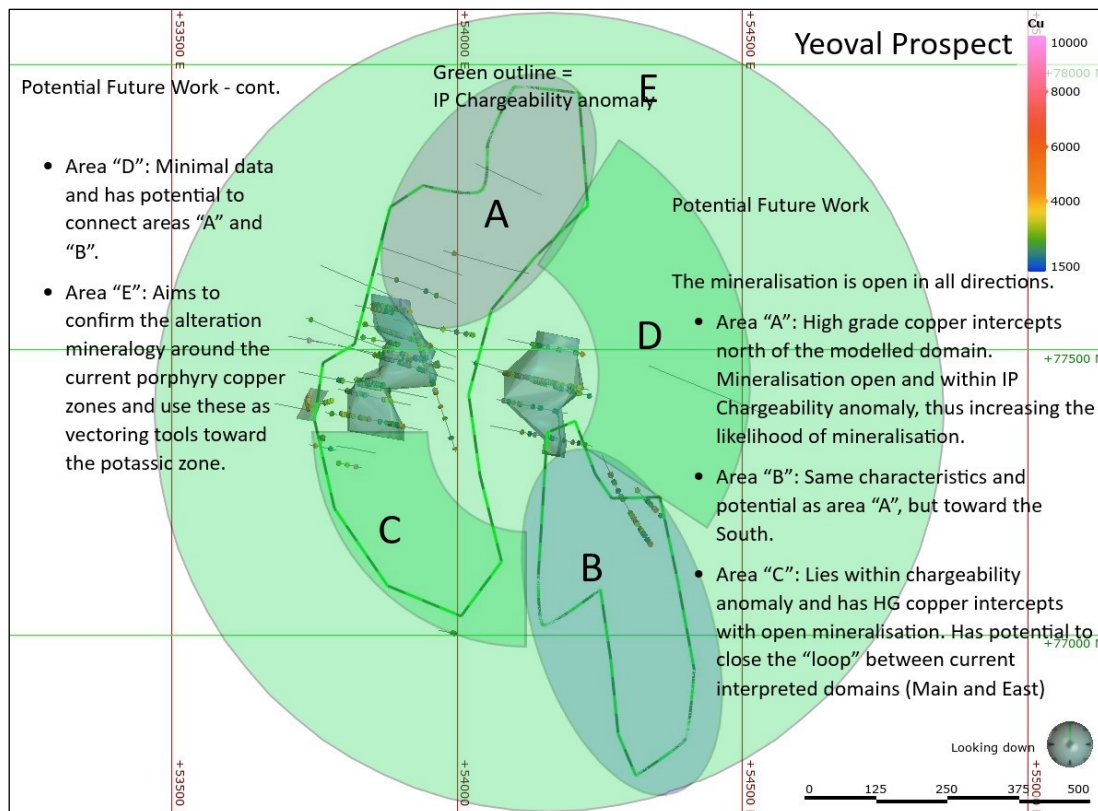 Yeoval Prospect
Potential Future Work - cont.
• Area "D": Minimal data
and has potential to
connect areas "A" and
"B".
• Area "E": Aims to
confirm the alteration
mineralogy around the
current porphyry copper
zones and use these as
vectoring tools toward
the potassic zone.
Green outline =
IP Chargeability anomaly
E
A
D
C
B
Potential Future Work
The mineralisation is open in all directions.
• Area "A": High grade copper intercepts
north of the modelled domain.
Mineralisation open and within IP
Chargeability anomaly, thus increasing the
likelihood of mineralisation.
• Area "B": Same characteristics and
potential as area "A", but toward the
South.
• Area "C": Lies within chargeability
anomaly and has HG copper intercepts
with open mineralisation. Has potential to
close the "loop" between current
interpreted domains (Main and East)
Cu
10000
8000
6000
4000
1500
+53500 E
+54000 E
+54500 E
+78000 N
+77500 N
+77000 N
+53500
+54000
+54500
+55000
Looking down
0 125 250 375 500